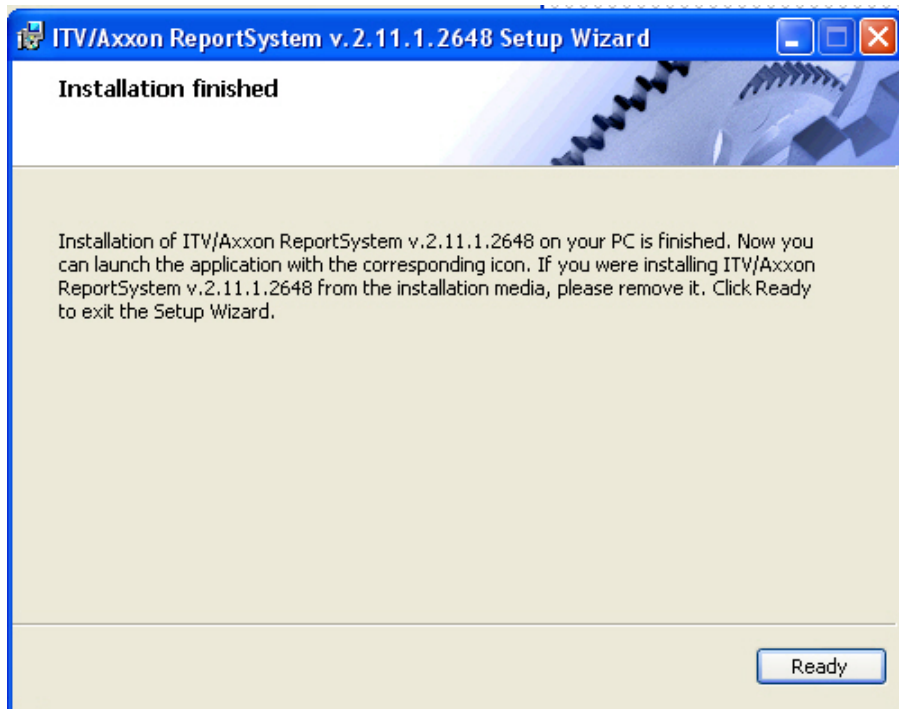 ITV/Axxon ReportSystem v.2.11.1.2648 Setup Wizard
Installation finished
Installation of ITV/Axxon ReportSystem v.2.11.1.2648 on your PC is finished. Now you
can launch the application with the corresponding icon. If you were installing ITV/Axxon
ReportSystem v.2.11.1.2648 from the installation media, please remove it. Click Ready
to exit the Setup Wizard.
Ready